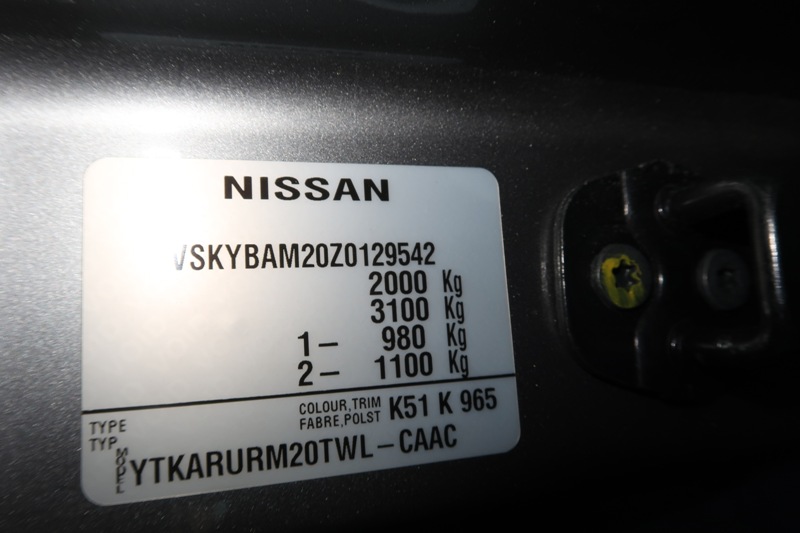 NISSAN
VSKYBAM20Z0129542
2000 Kg
3100 Kg
1- 980 Kg
2- 1100 Kg
TYPE
TYP
COLOUR,TRIM
FABRE,POLST
K51 K 965
MODEL
YTKARURM20TWL-CAAC